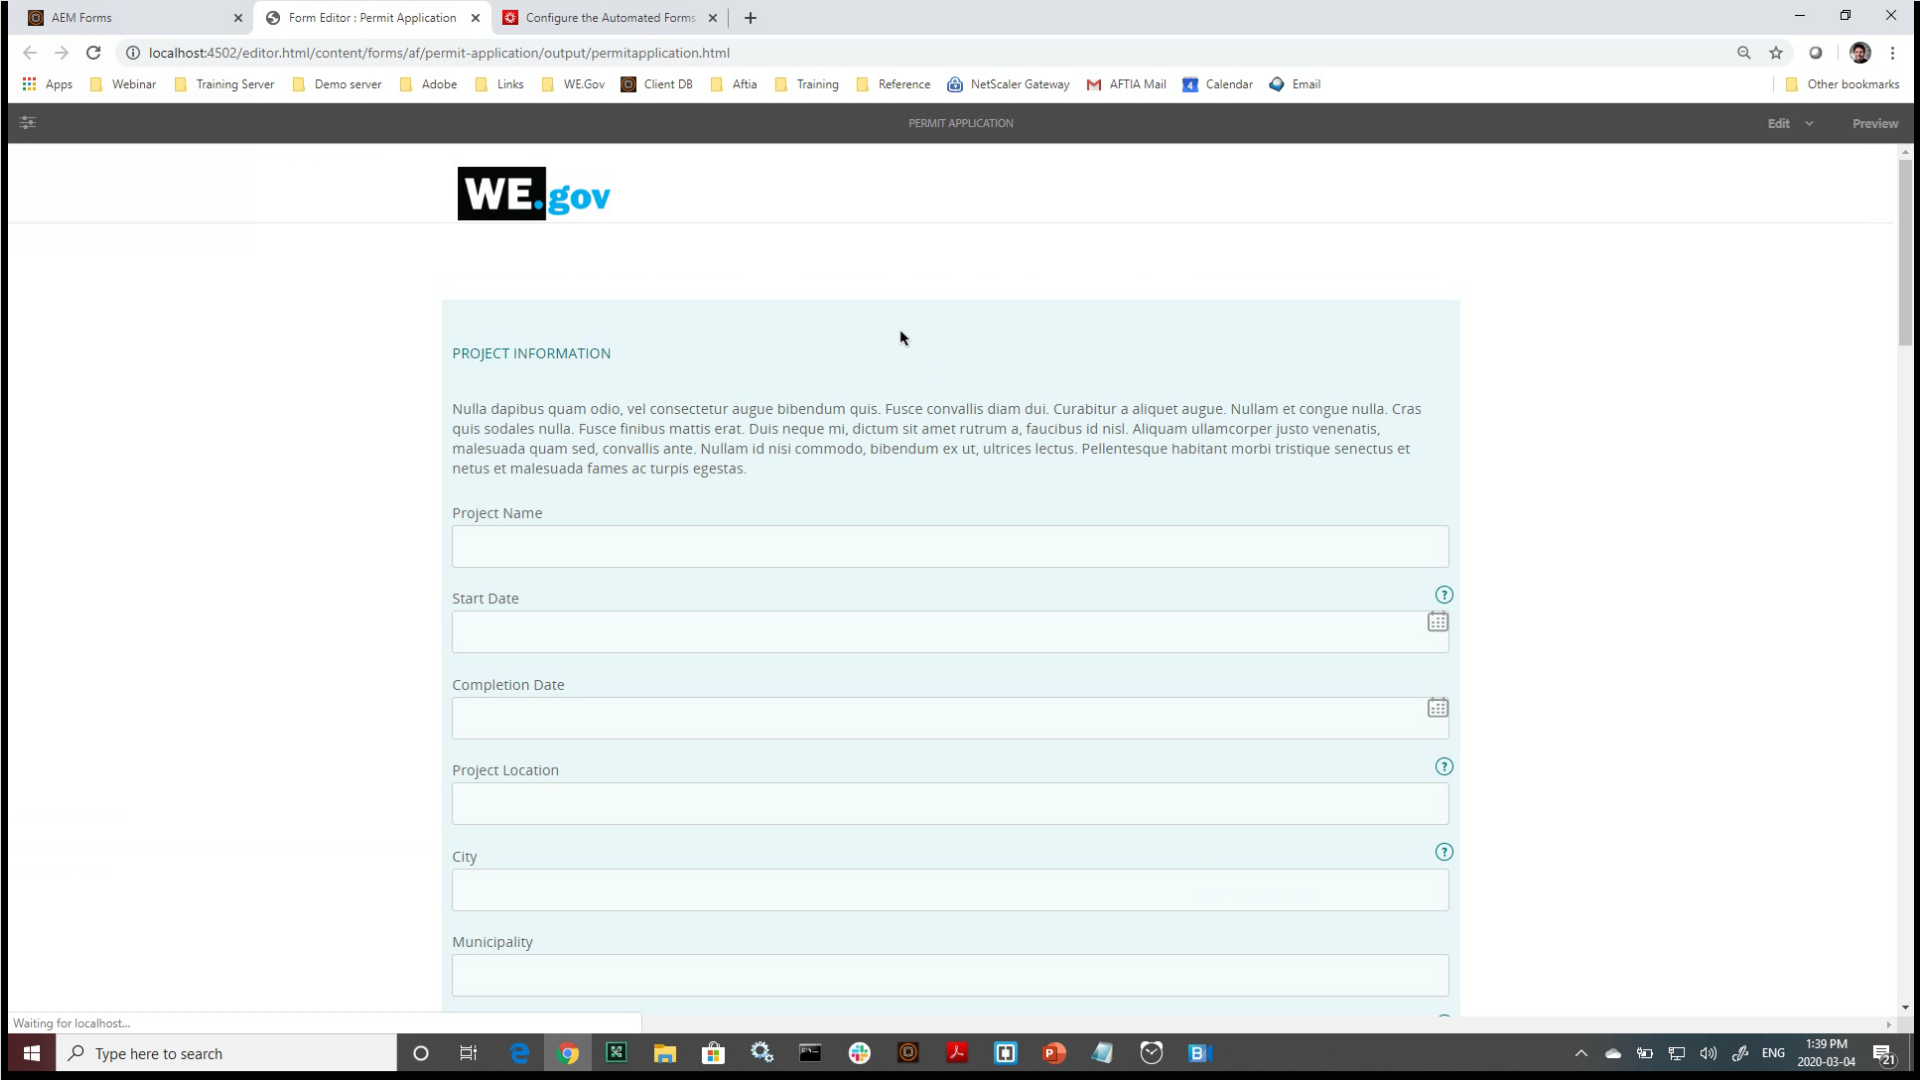 AEM Forms
Form Editor : Permit Application
Configure the Automated Forms
localhost:4502/editor.html/content/forms/af/permit-application/output/permitapplication.html
Apps Webinar Training Server Demo server Adobe Links WE.Gov Client DB Aftia Training Reference NetScaler Gateway AFTIA Mail Calendar Email Other bookmarks
PERMIT APPLICATION Edit Preview
WE.gov
PROJECT INFORMATION
Nulla dapibus quam odio, vel consectetur augue bibendum quis. Fusce convallis diam dui. Curabitur a aliquet augue. Nullam et congue nulla. Cras
quis sodales nulla. Fusce finibus mattis erat. Duis neque mi, dictum sit amet rutrum a, faucibus id nisl. Aliquam ullamcorper justo venenatis,
malesuada quam sed, convallis ante. Nullam id nisi commodo, bibendum ex ut, ultrices lectus. Pellentesque habitant morbi tristique senectus et
netus et malesuada fames ac turpis egestas.
Project Name
Start Date
Completion Date
Project Location
City
Municipality
Waiting for localhost...
Type here to search
ENG
1:39 PM
2020-03-04
21